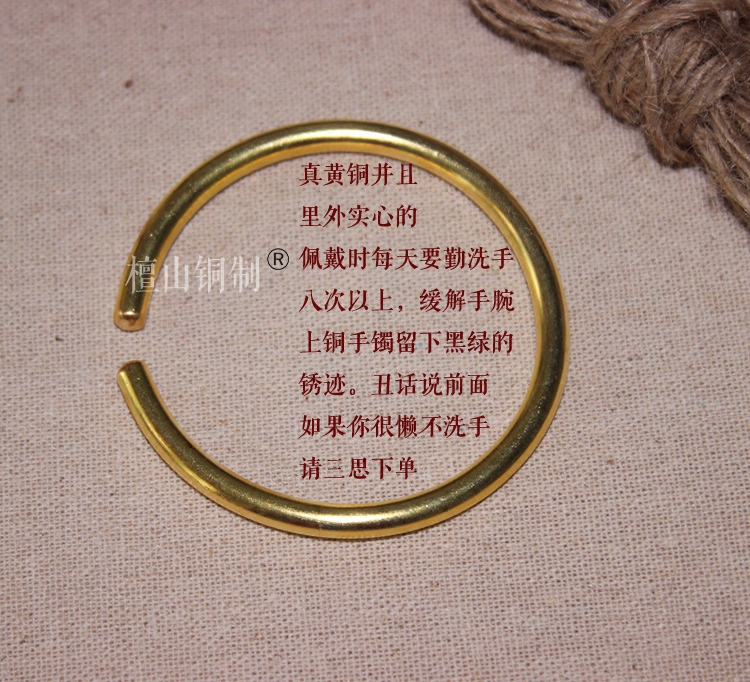 真黄铜并且
里外实心的
檀山铜制®
佩戴时每天要勤洗手
八次以上，缓解手腕
上铜手镯留下黑绿的
锈迹。丑话说前面
如果你很懒不洗手
请三思下单